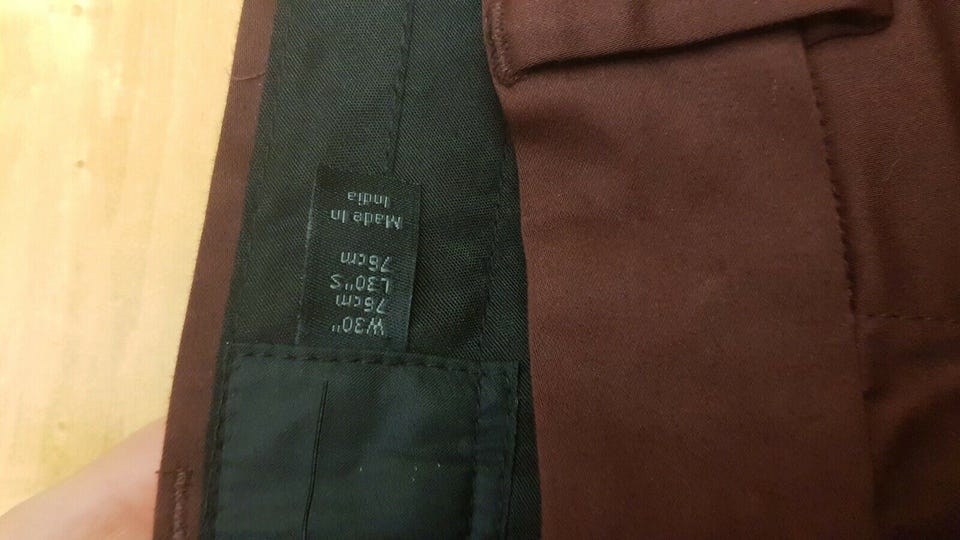 W30"
76cm
L30"S
76cm
Made In
India